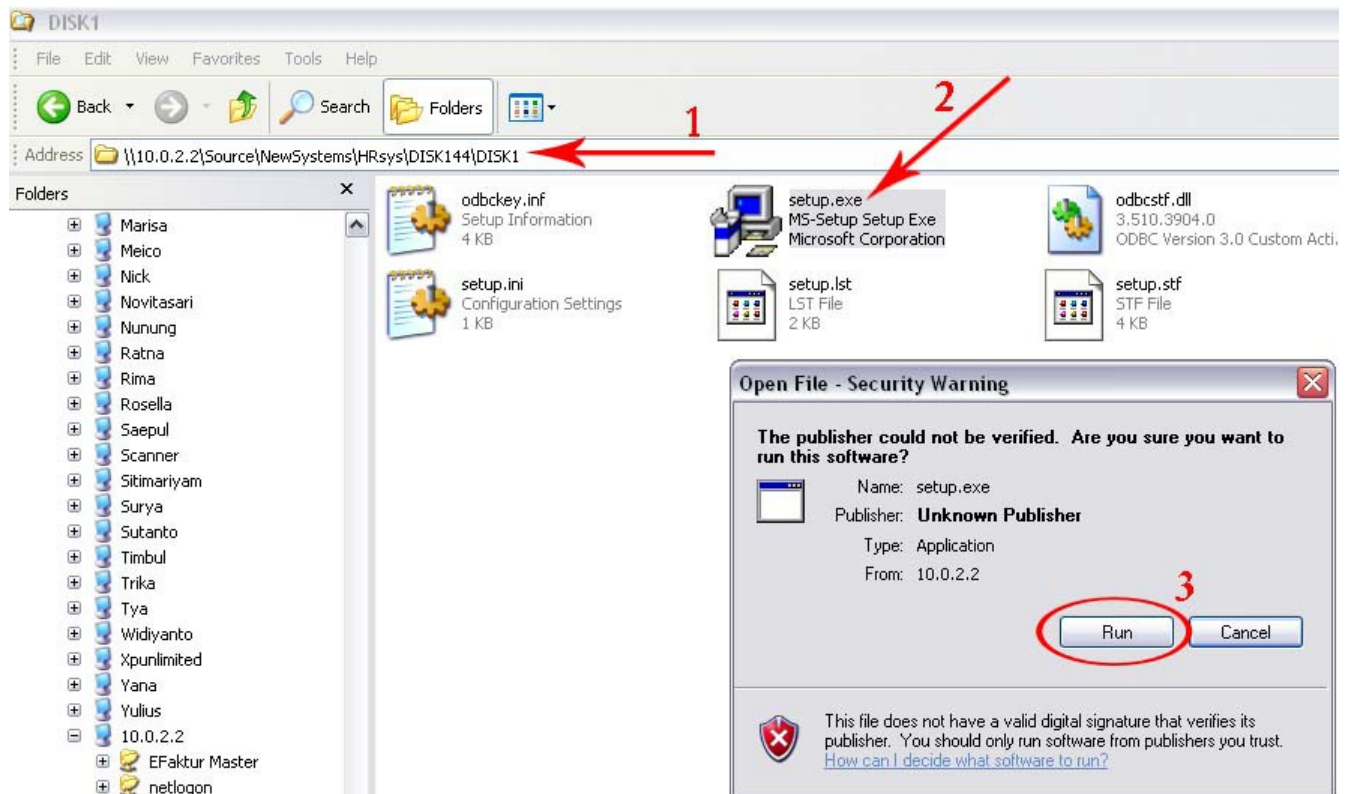 DISK1
File Edit View Favorites Tools Help
Back Search Folders
1
2
Address \\10.0.2.2\Source\NewSystems\HRsys\DISK144\DISK1
Folders
Marisa
Meico
Nick
Novitasari
Nunung
Ratna
Rima
Rosella
Saepul
Scanner
Sitimariyam
Surya
Sutanto
Timbul
Trika
Tya
Widiyanto
Xpunlimited
Yana
Yulius
10.0.2.2
EFaktur Master
netlogon
odbckey.inf
Setup Information
4 KB
setup.exe
MS-Setup Setup Exe
Microsoft Corporation
odbcstf.dll
3.510.3904.0
ODBC Version 3.0 Custom Acti.
setup.ini
Configuration Settings
1 KB
setup.lst
LST File
2 KB
setup.stf
STF File
4 KB
Open File - Security Warning
The publisher could not be verified. Are you sure you want to
run this software?
Name: setup.exe
Publisher: Unknown Publisher
Type: Application
From: 10.0.2.2
3
Run Cancel
This file does not have a valid digital signature that verifies its
publisher. You should only run software from publishers you trust.
How can I decide what software to run?